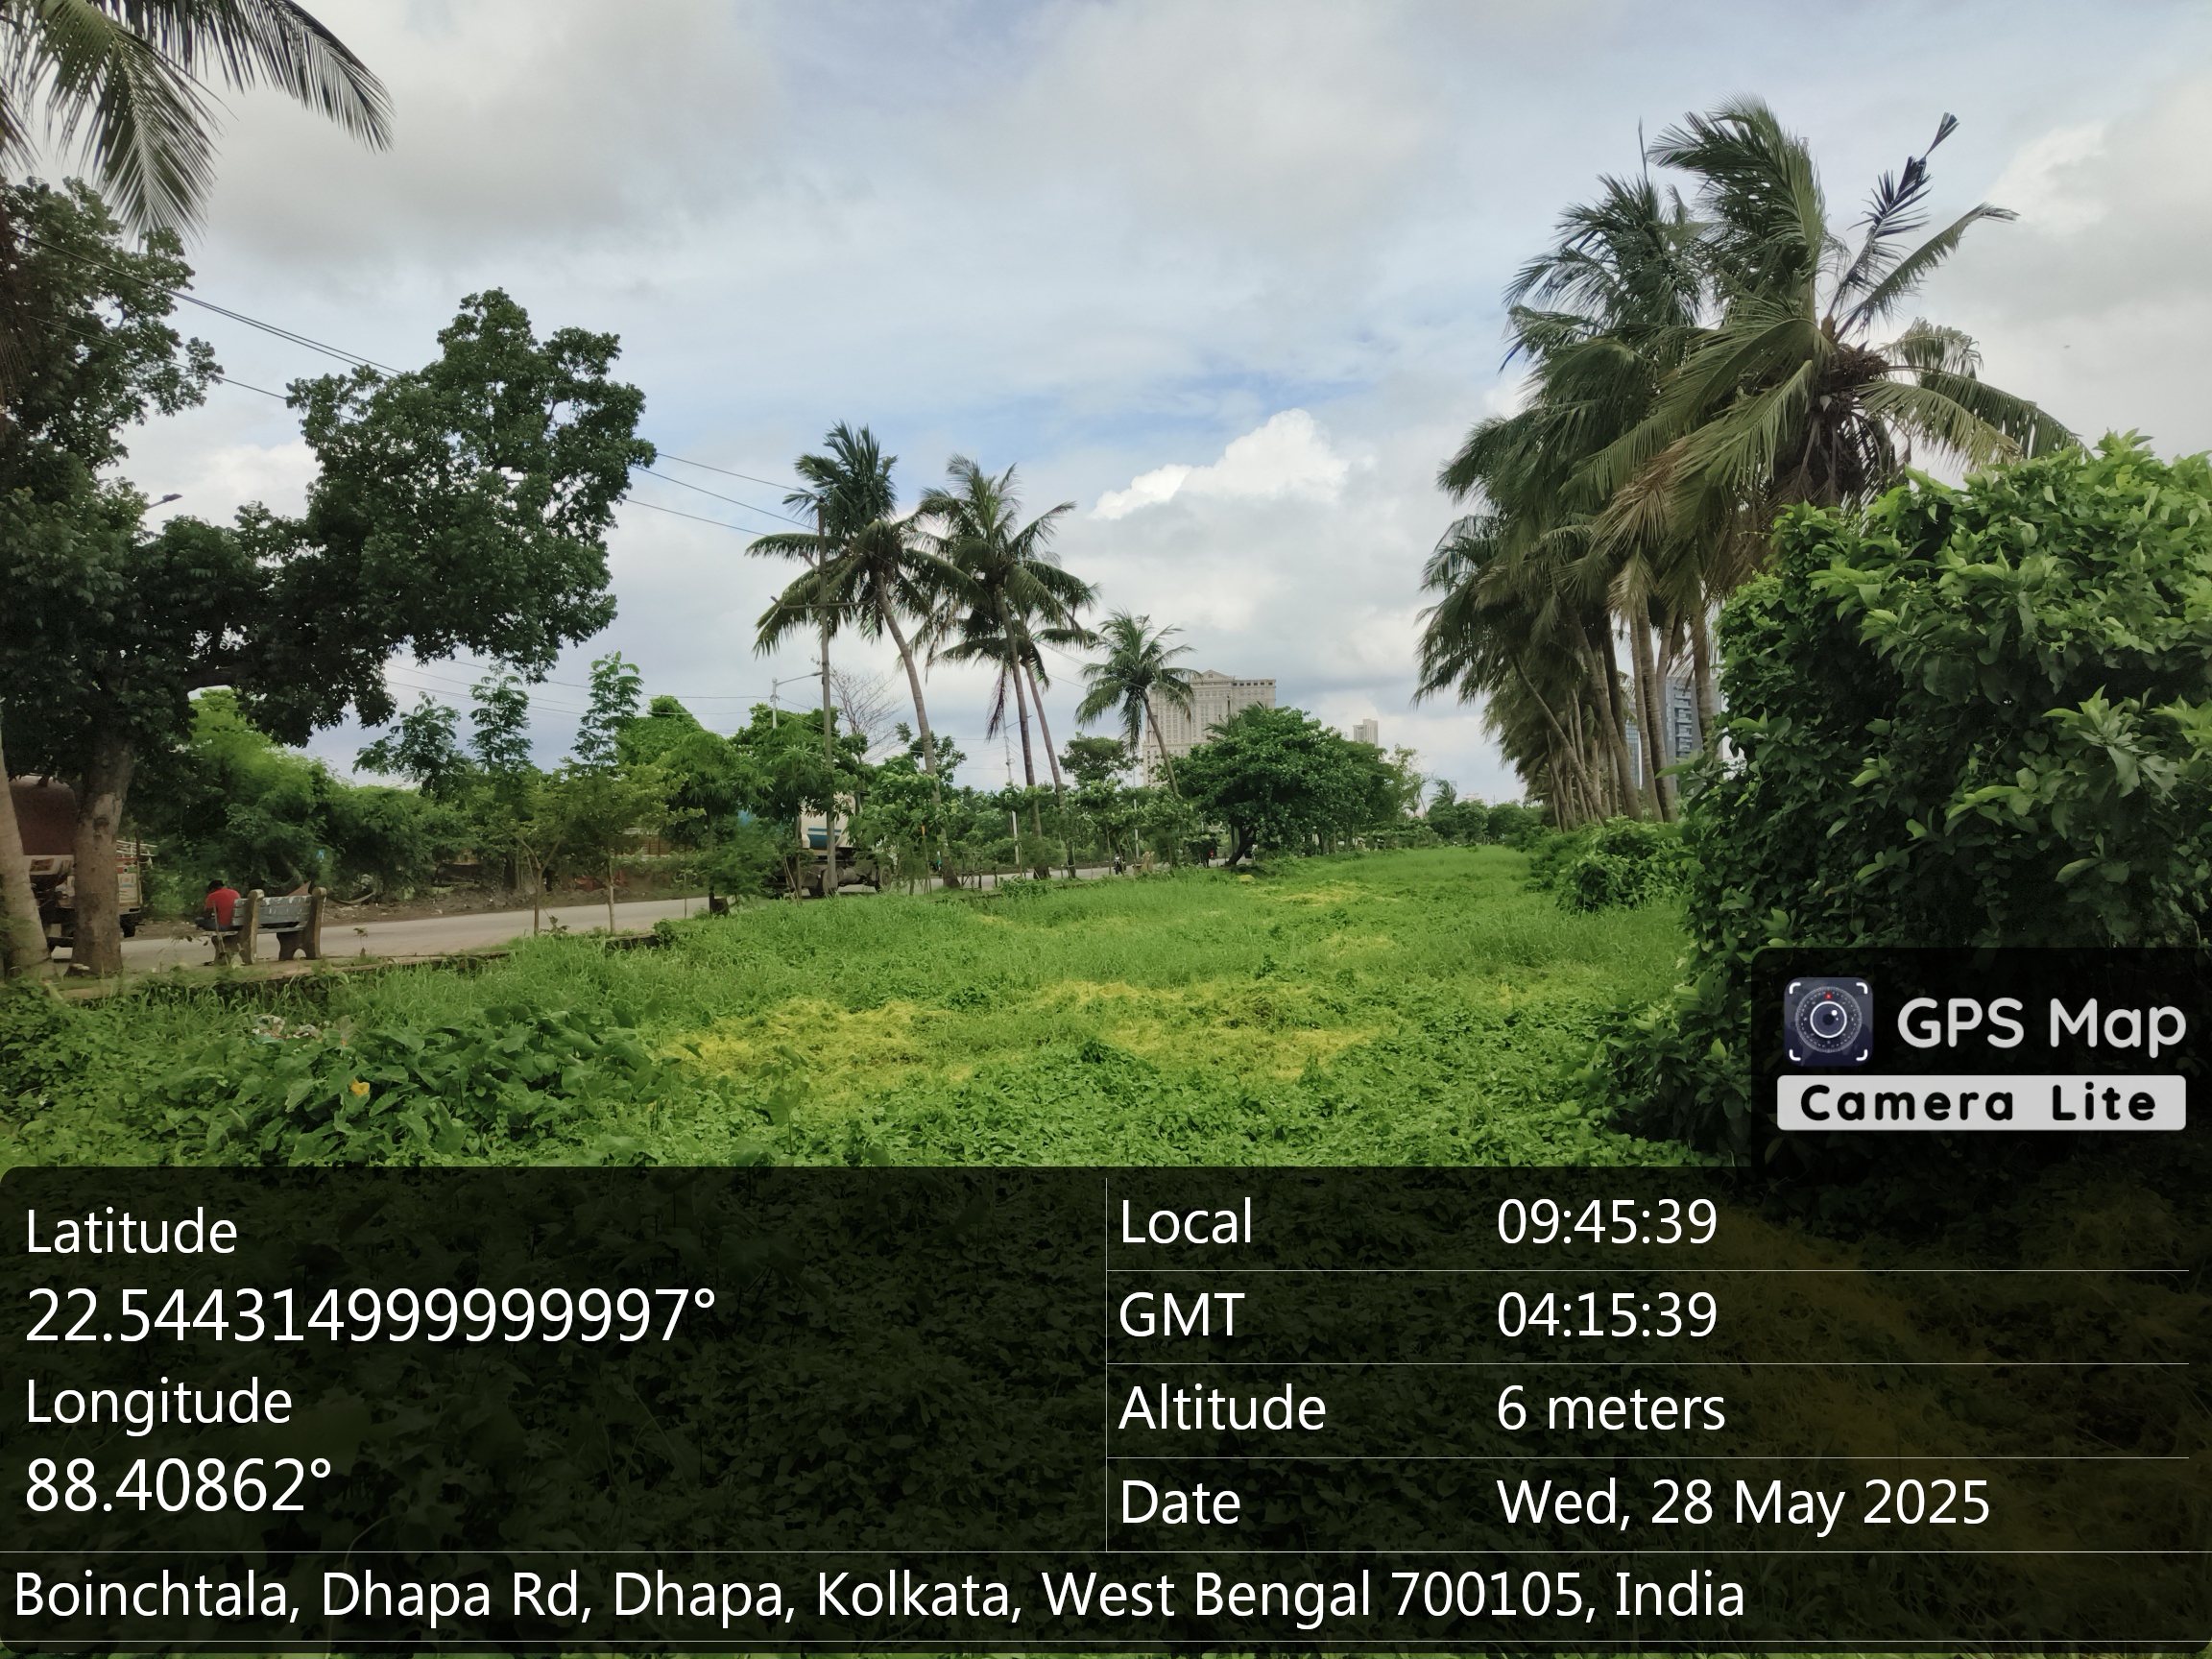 GPS Map
Camera Lite
Latitude
22.544314999999997°
Longitude
88.40862°
Local 09:45:39
GMT 04:15:39
Altitude 6 meters
Date Wed, 28 May 2025
Boinchtala, Dhapa Rd, Dhapa, Kolkata, West Bengal 700105, India